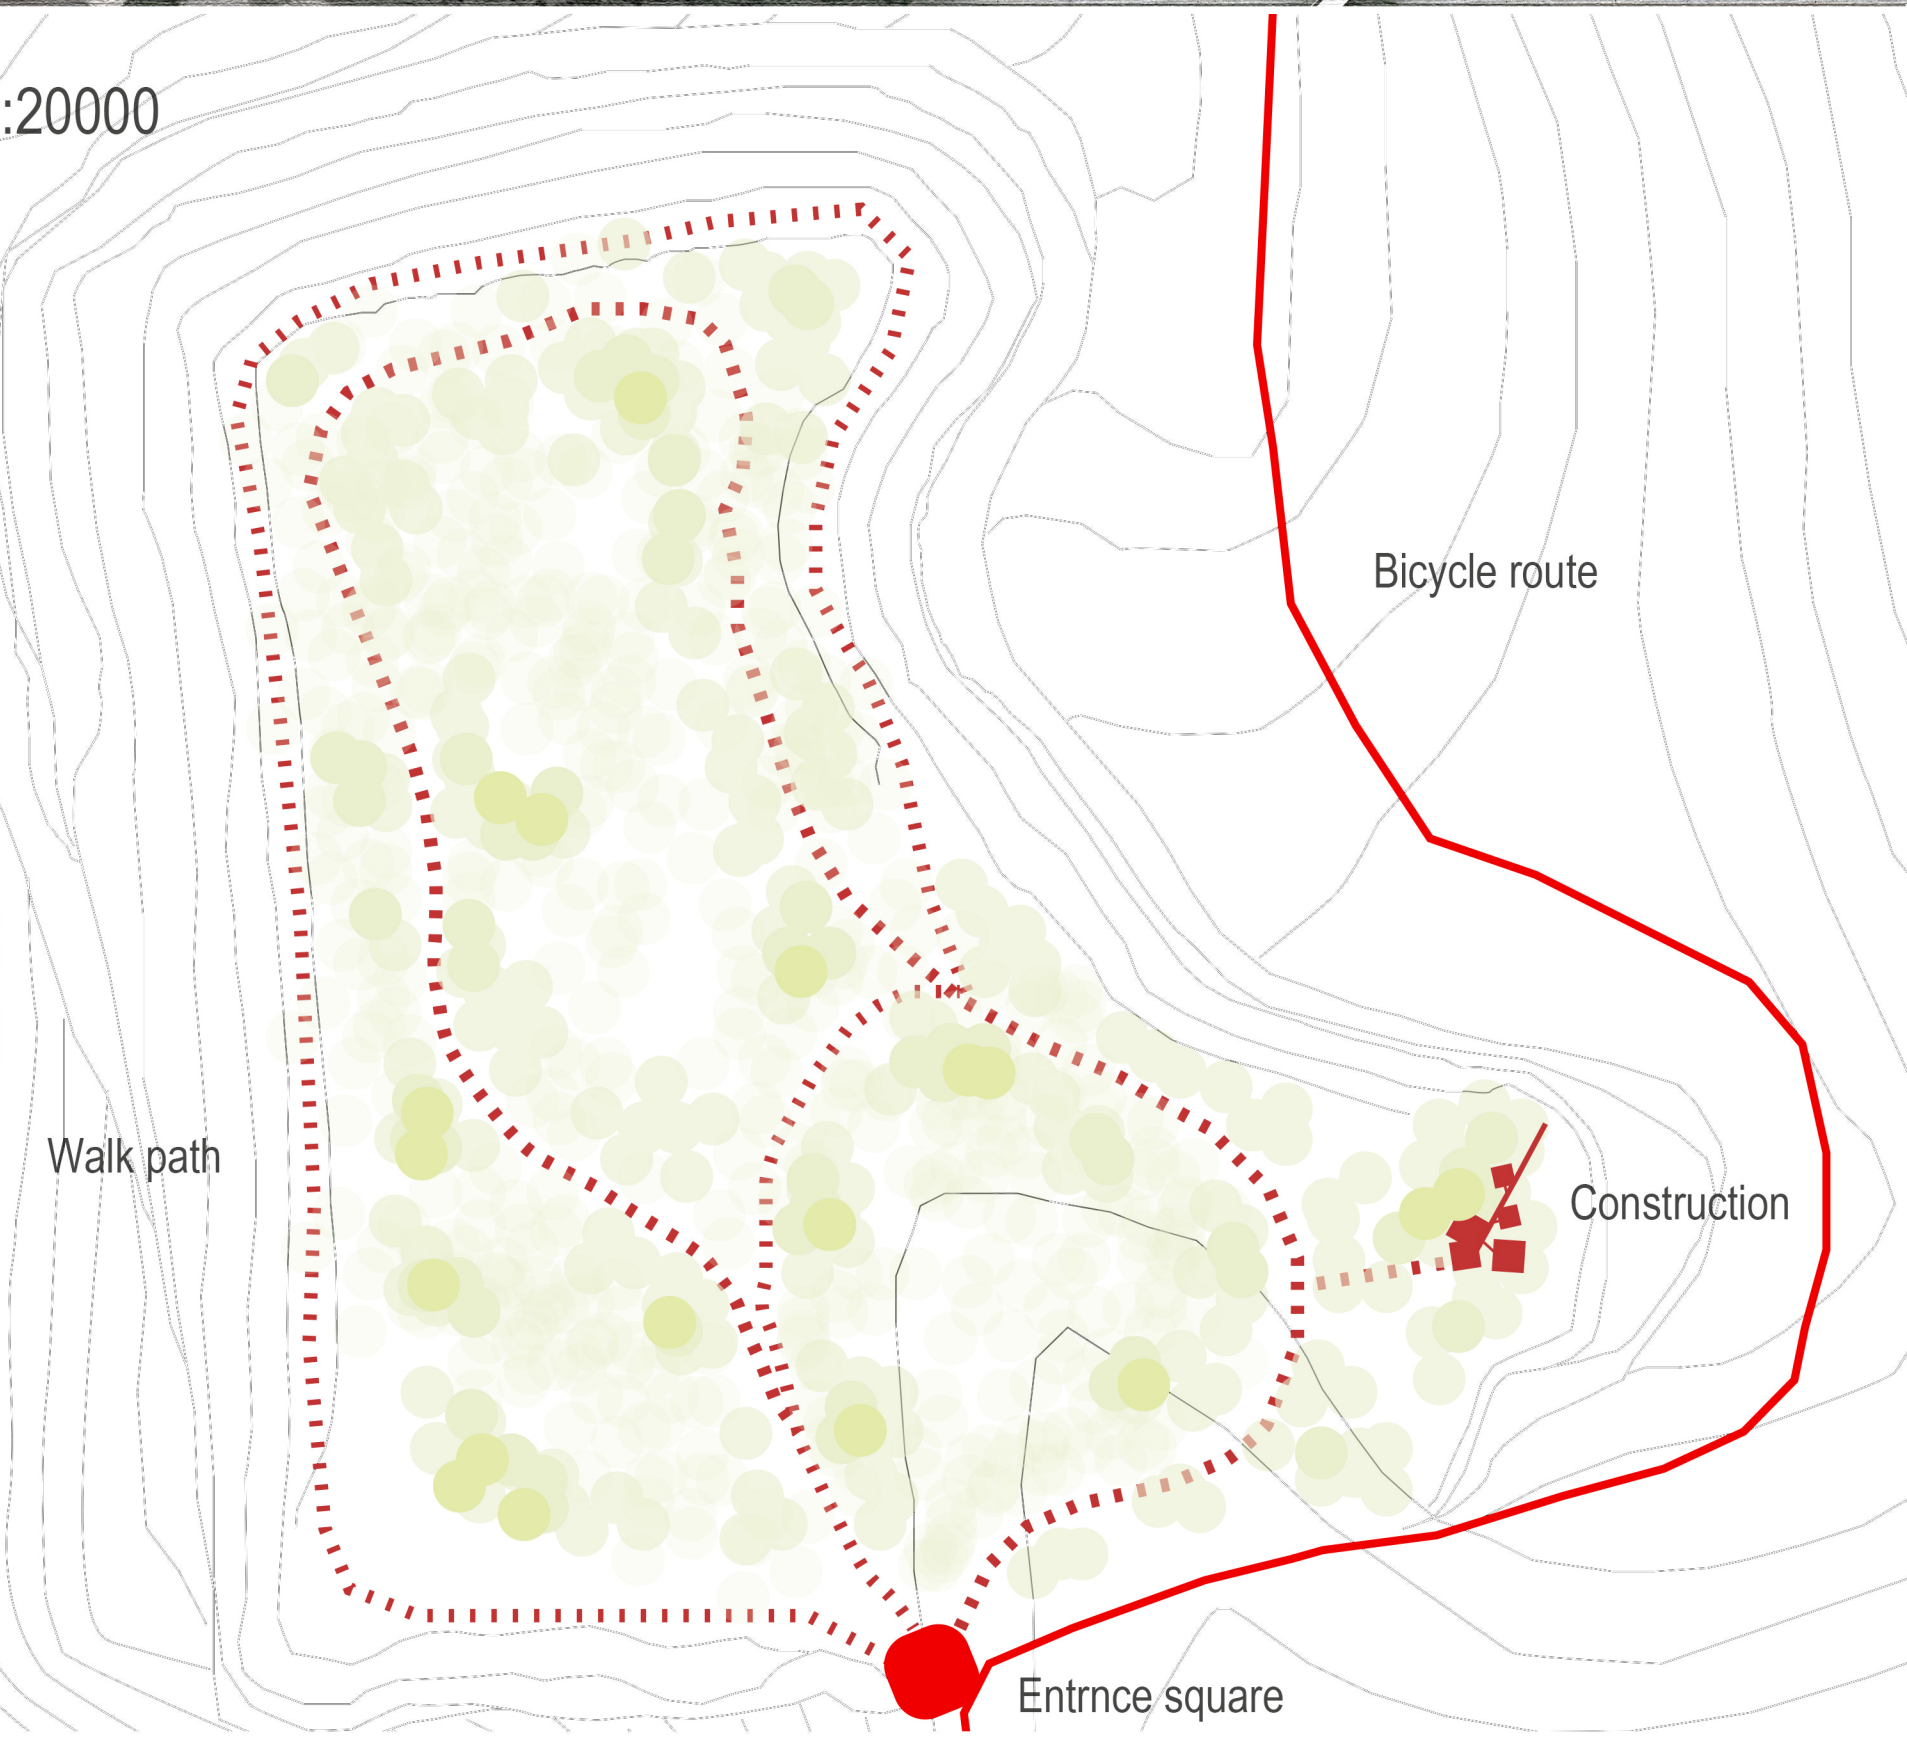 :20000
Bicycle route
Walk path
Construction
Entrnce square